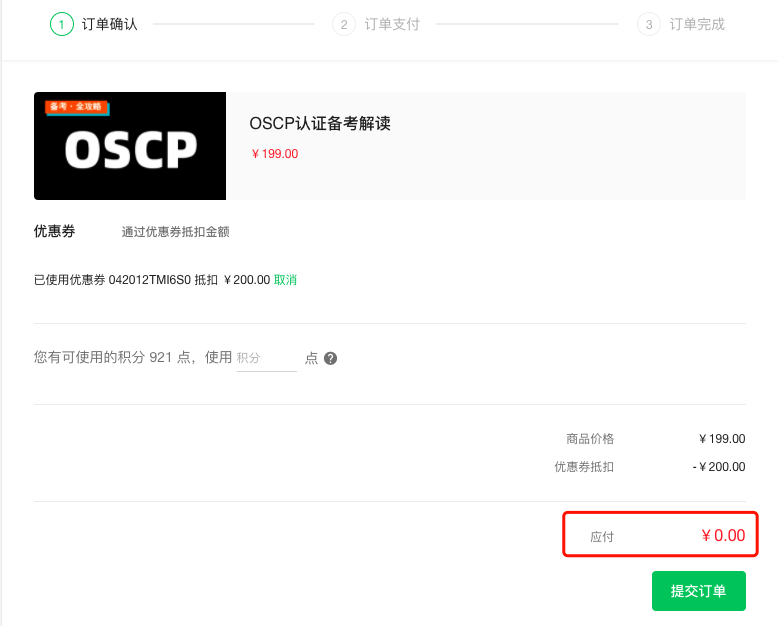 1 订单确认 2 订单支付 3 订单完成
备考·全攻略
OSCP
OSCP认证备考解读
¥199.00
优惠券 通过优惠券抵扣金额
已使用优惠券 042012TMI6S0 抵扣 ¥200.00 取消
您有可使用的积分 921 点，使用 积分 点 ?
商品价格 ¥199.00
优惠券抵扣 -¥200.00
应付 ¥0.00
提交订单